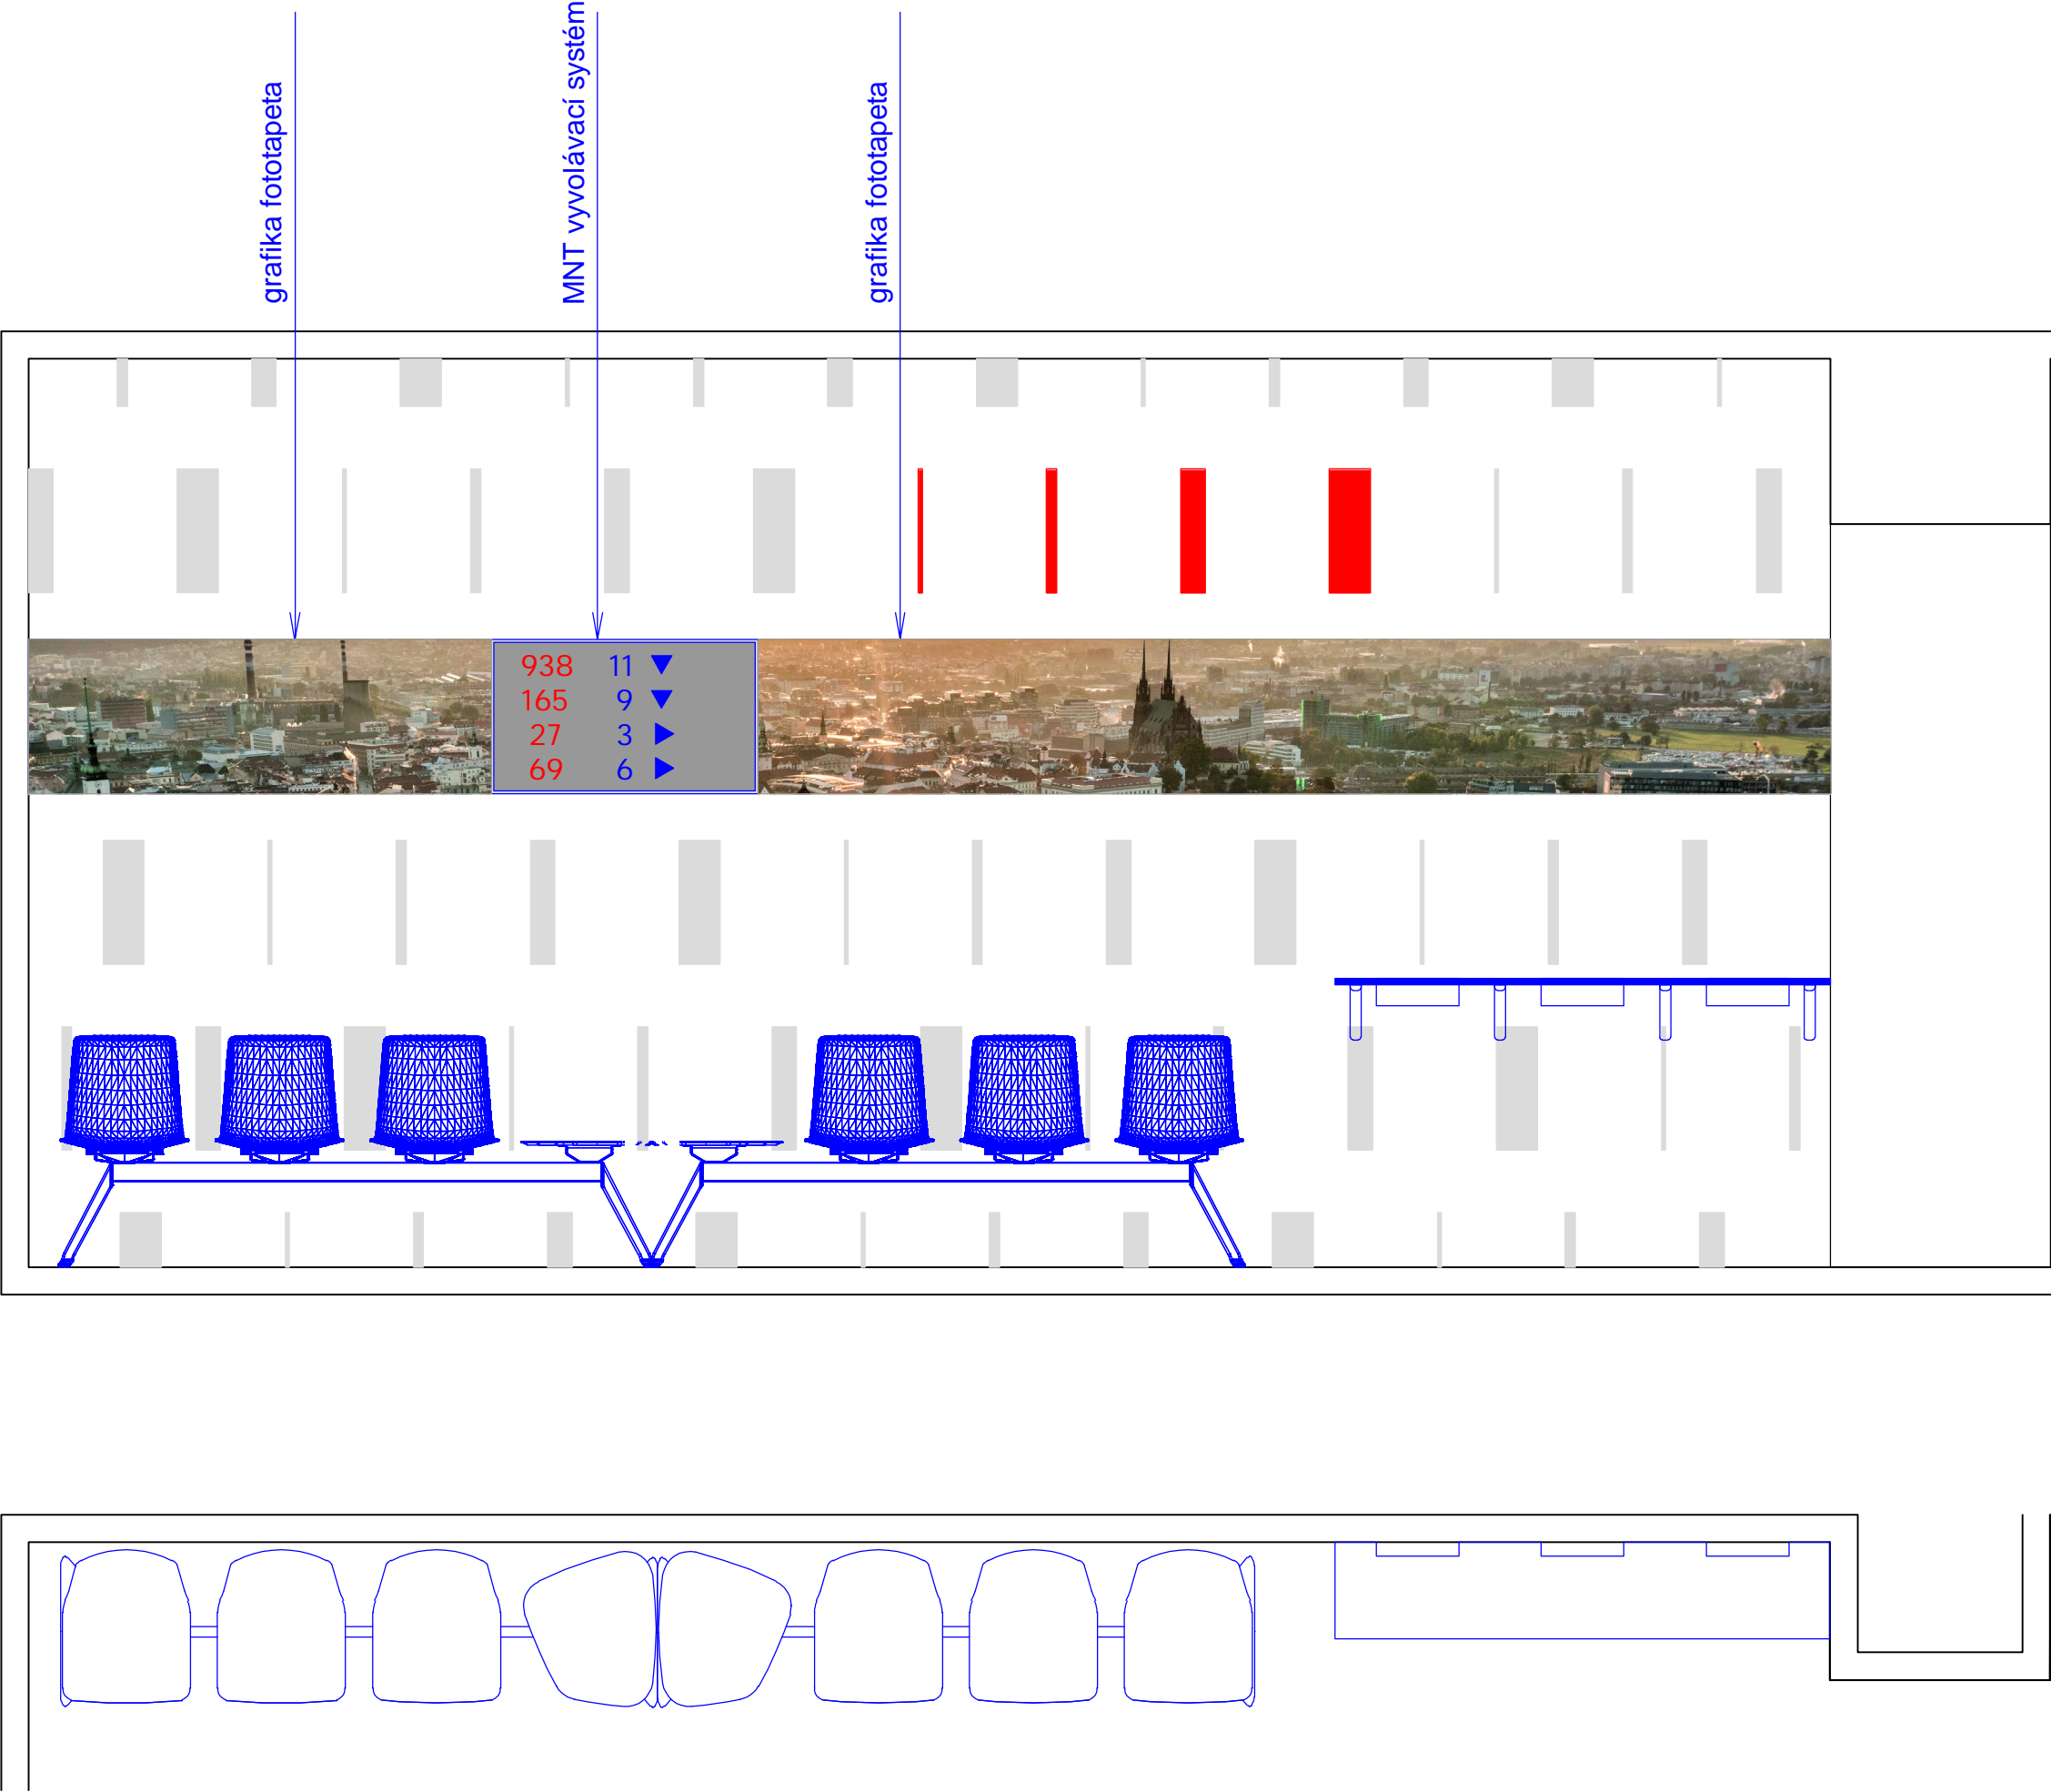 grafika fototapeta
MNT vyvolávací systém
grafika fototapeta
938 11 ▼
165 9 ▼
27 3 ▶
69 6 ▶